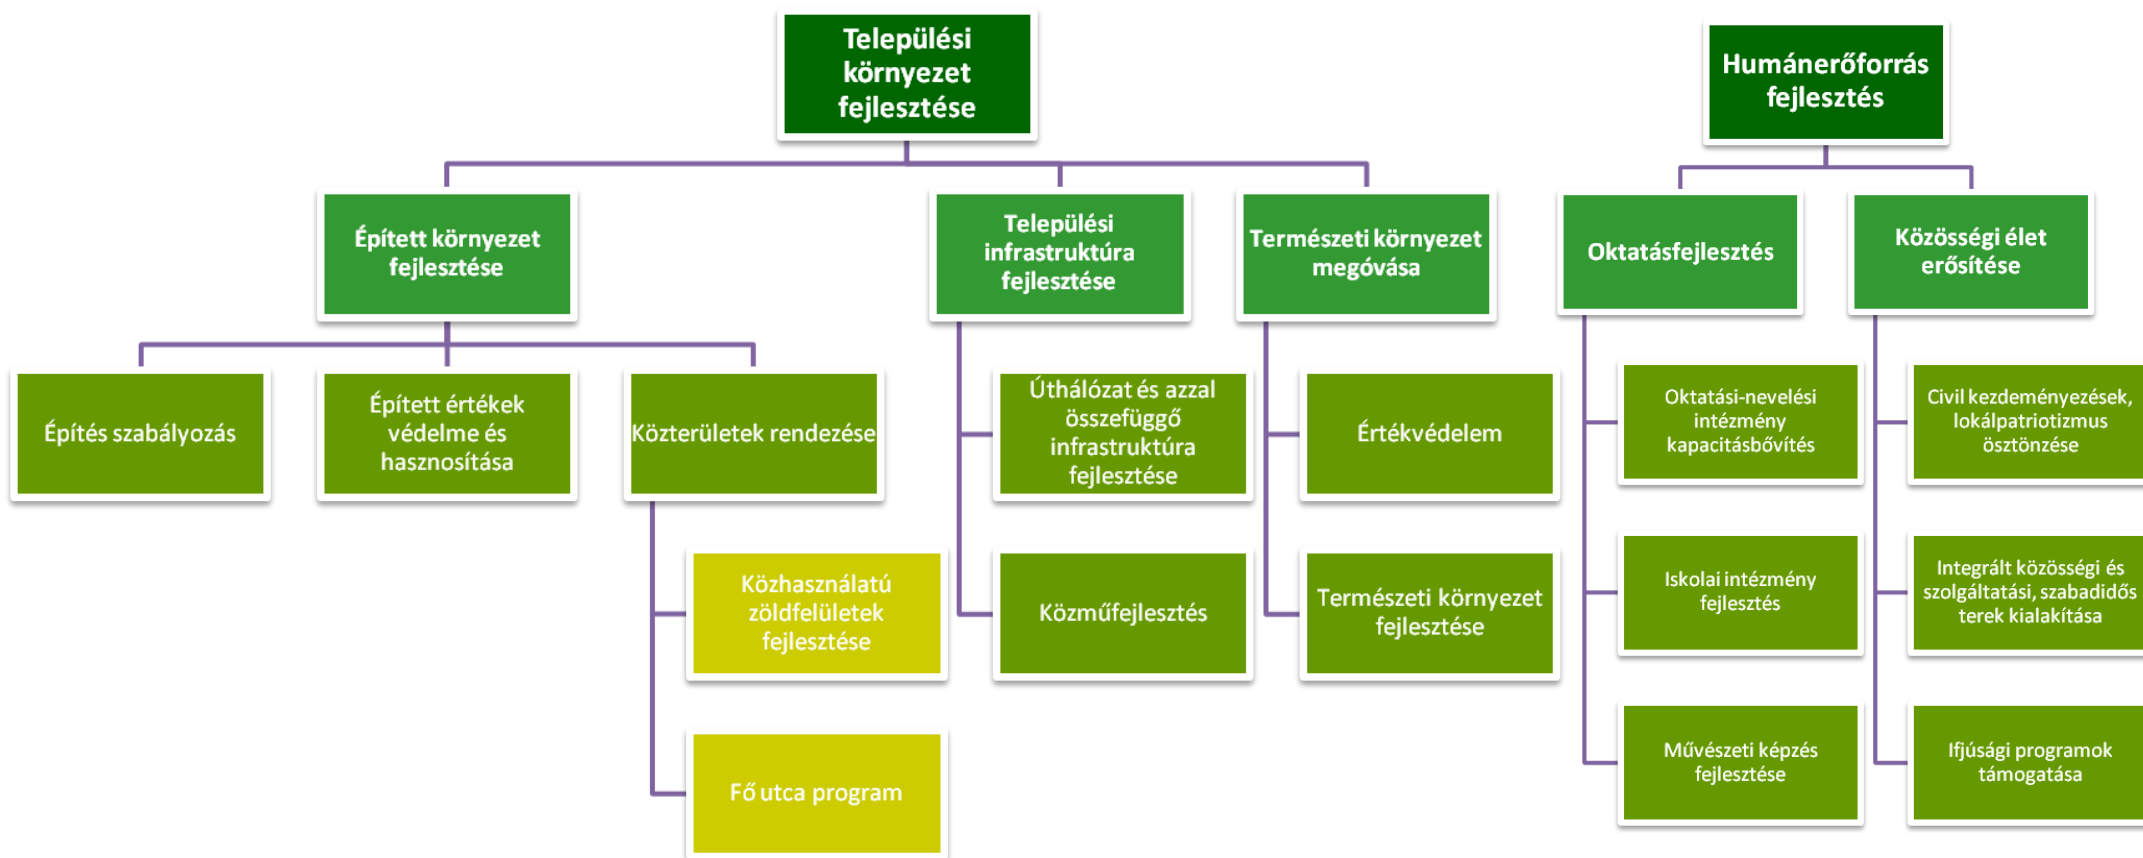 Települési
környezet
fejlesztése
Humánerőforrás
fejlesztés
Épített környezet
fejlesztése
Települési
infrastruktúra
fejlesztése
Természeti környezet
megóvása
Oktatásfejlesztés
Közösségi élet
erősítése
Építés szabályozás
Épített értékek
védelme és
hasznosítása
Közterületek rendezése
Úthálózat és azzal
összefüggő
infrastruktúra
fejlesztése
Értékvédelem
Oktatási-nevelési
intézmény
kapacitásbővítés
Civil kezdeményezések,
lokálpatriotizmus
ösztönzése
Közhasználatú
zöldfelületek
fejlesztése
Közműfejlesztés
Természeti környezet
fejlesztése
Iskolai intézmény
fejlesztés
Integrált közösségi és
szolgáltatási, szabadidős
terek kialakítása
Fő utca program
Művészeti képzés
fejlesztése
Ifjúsági programok
támogatása